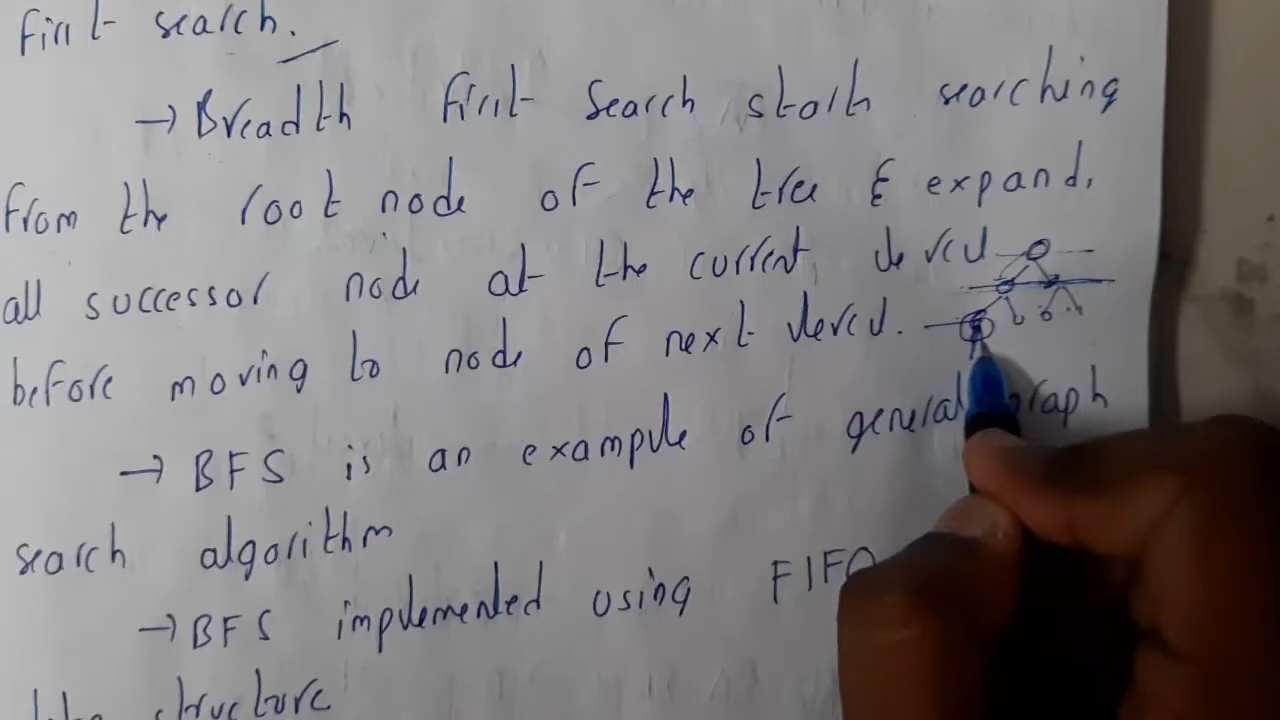 First search.
→ Breadth First Search starts searching
from the root node of the tree & expand,
all successor node at the current level
before moving to node of next level.
→ BFS is an example of general graph
search algorithm
→ BFS implemented using FIFO
structure